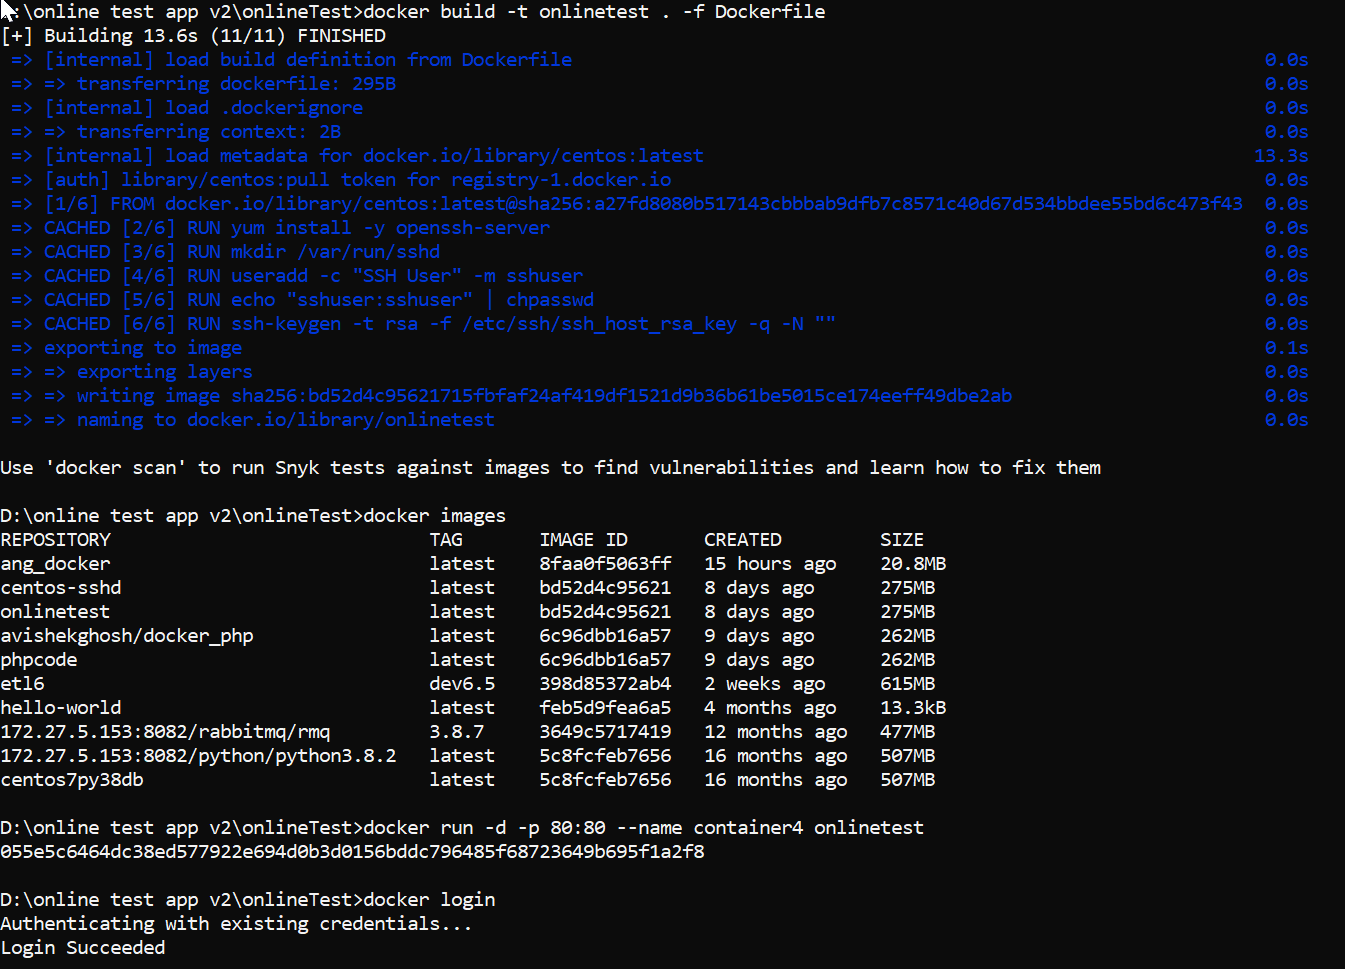 D:\online test app v2\onlineTest>docker build -t onlinetest . -f Dockerfile
[+] Building 13.6s (11/11) FINISHED
=> [internal] load build definition from Dockerfile 0.0s
=> => transferring dockerfile: 295B 0.0s
=> [internal] load .dockerignore 0.0s
=> => transferring context: 2B 0.0s
=> [internal] load metadata for docker.io/library/centos:latest 13.3s
=> [auth] library/centos:pull token for registry-1.docker.io 0.0s
=> [1/6] FROM docker.io/library/centos:latest@sha256:a27fd8080b517143cbbbab9dfb7c8571c40d67d534bbdee55bd6c473f43 0.0s
=> CACHED [2/6] RUN yum install -y openssh-server 0.0s
=> CACHED [3/6] RUN mkdir /var/run/sshd 0.0s
=> CACHED [4/6] RUN useradd -c "SSH User" -m sshuser 0.0s
=> CACHED [5/6] RUN echo "sshuser:sshuser" | chpasswd 0.0s
=> CACHED [6/6] RUN ssh-keygen -t rsa -f /etc/ssh/ssh_host_rsa_key -q -N "" 0.0s
=> exporting to image 0.1s
=> => exporting layers 0.0s
=> => writing image sha256:bd52d4c95621715fbfaf24af419df1521d9b36b61be5015ce174eeff49dbe2ab 0.0s
=> => naming to docker.io/library/onlinetest 0.0s
Use 'docker scan' to run Snyk tests against images to find vulnerabilities and learn how to fix them
D:\online test app v2\onlineTest>docker images
REPOSITORY TAG IMAGE ID CREATED SIZE
ang_docker latest 8faa0f5063ff 15 hours ago 20.8MB
centos-sshd latest bd52d4c95621 8 days ago 275MB
onlinetest latest bd52d4c95621 8 days ago 275MB
avishekghosh/docker_php latest 6c96dbb16a57 9 days ago 262MB
phpcode latest 6c96dbb16a57 9 days ago 262MB
etl6 dev6.5 398d85372ab4 2 weeks ago 615MB
hello-world latest feb5d9fea6a5 4 months ago 13.3kB
172.27.5.153:8082/rabbitmq/rmq 3.8.7 3649c5717419 12 months ago 477MB
172.27.5.153:8082/python/python3.8.2 latest 5c8fcfeb7656 16 months ago 507MB
centos7py38db latest 5c8fcfeb7656 16 months ago 507MB
D:\online test app v2\onlineTest>docker run -d -p 80:80 --name container4 onlinetest
055e5c6464dc38ed577922e694d0b3d0156bddc796485f68723649b695f1a2f8
D:\online test app v2\onlineTest>docker login
Authenticating with existing credentials...
Login Succeeded